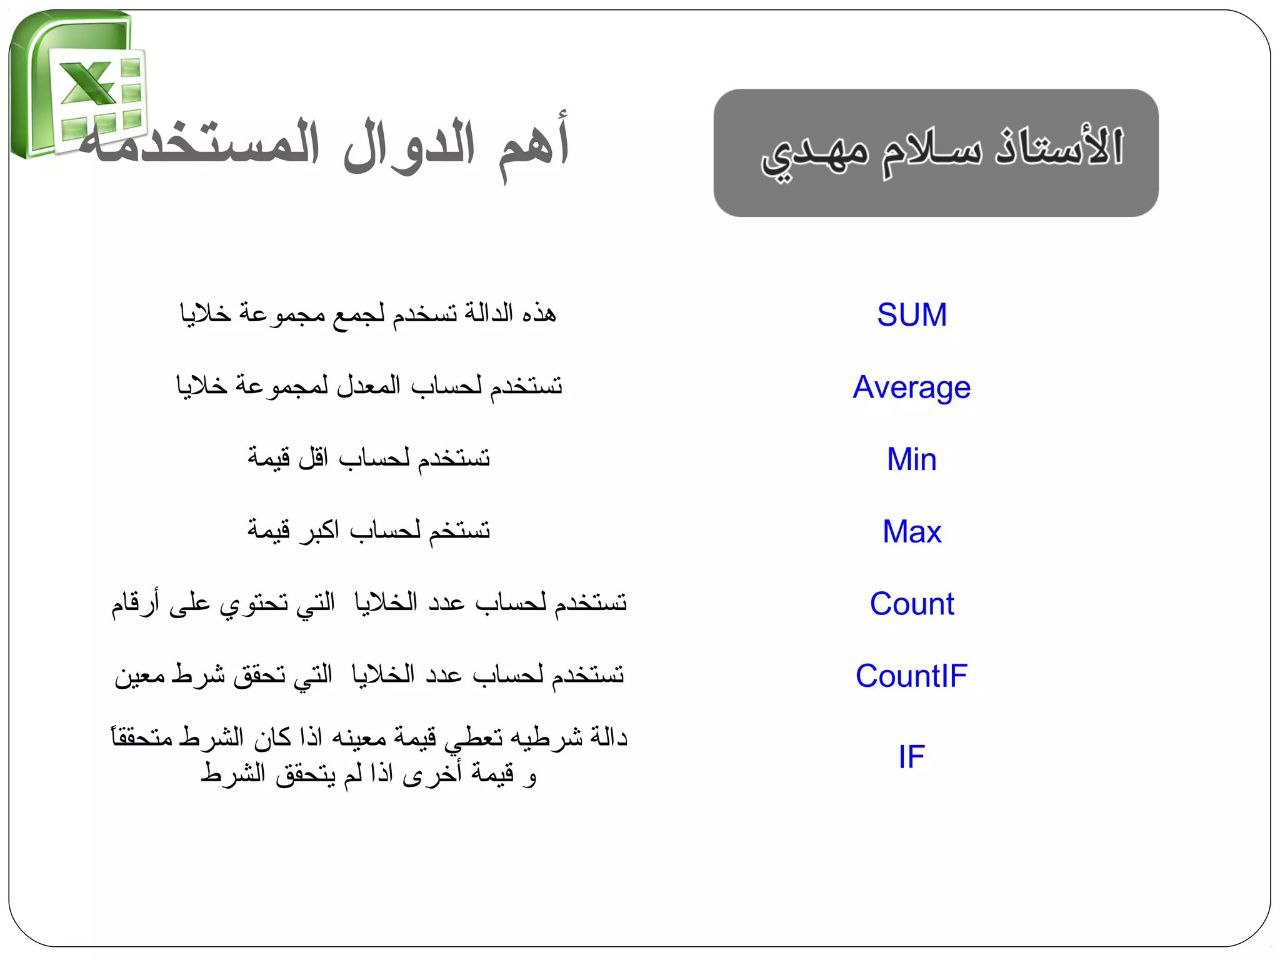 الأستاذ سلام مهدي
أهم الدوال المستخدمه
SUM هذه الدالة تسخدم لجمع مجموعة خلايا
Average تستخدم لحساب المعدل لمجموعة خلايا
Min تستخدم لحساب اقل قيمة
Max تستخم لحساب اكبر قيمة
Count تستخدم لحساب عدد الخلايا التي تحتوي على أرقام
CountIF تستخدم لحساب عدد الخلايا التي تحقق شرط معين
IF دالة شرطيه تعطي قيمة معينه اذا كان الشرط متحققاً
و قيمة أخرى اذا لم يتحقق الشرط